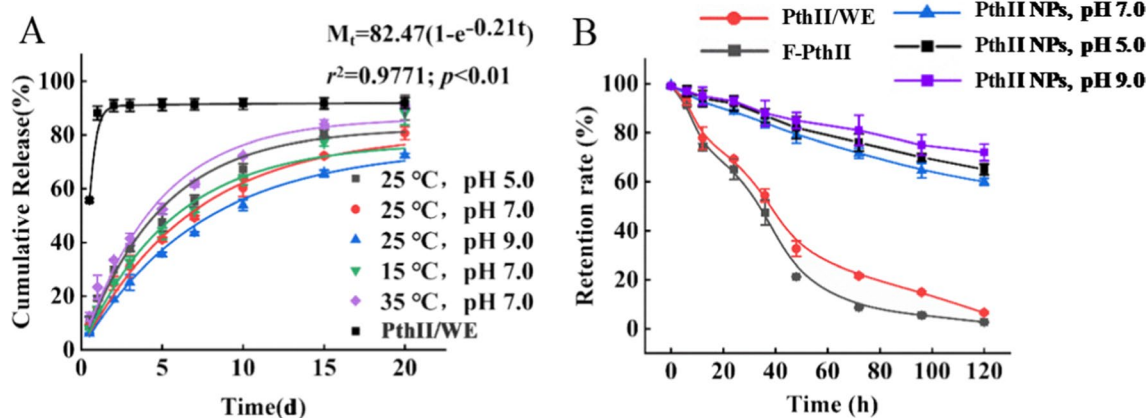 A
M_t=82.47(1-e^-0.21t)
r²=0.9771; p<0.01
Cumulative Release(%)
100
80
60
40
20
0
25 °C, pH 5.0
25 °C, pH 7.0
25 °C, pH 9.0
15 °C, pH 7.0
35 °C, pH 7.0
PthII/WE
0 5 10 15 20
Time(d)
B
PthII/WE
F-PthII
PthII NPs, pH 7.0
PthII NPs, pH 5.0
PthII NPs, pH 9.0
Retention rate (%)
100
80
60
40
20
0
0 20 40 60 80 100 120
Time (h)